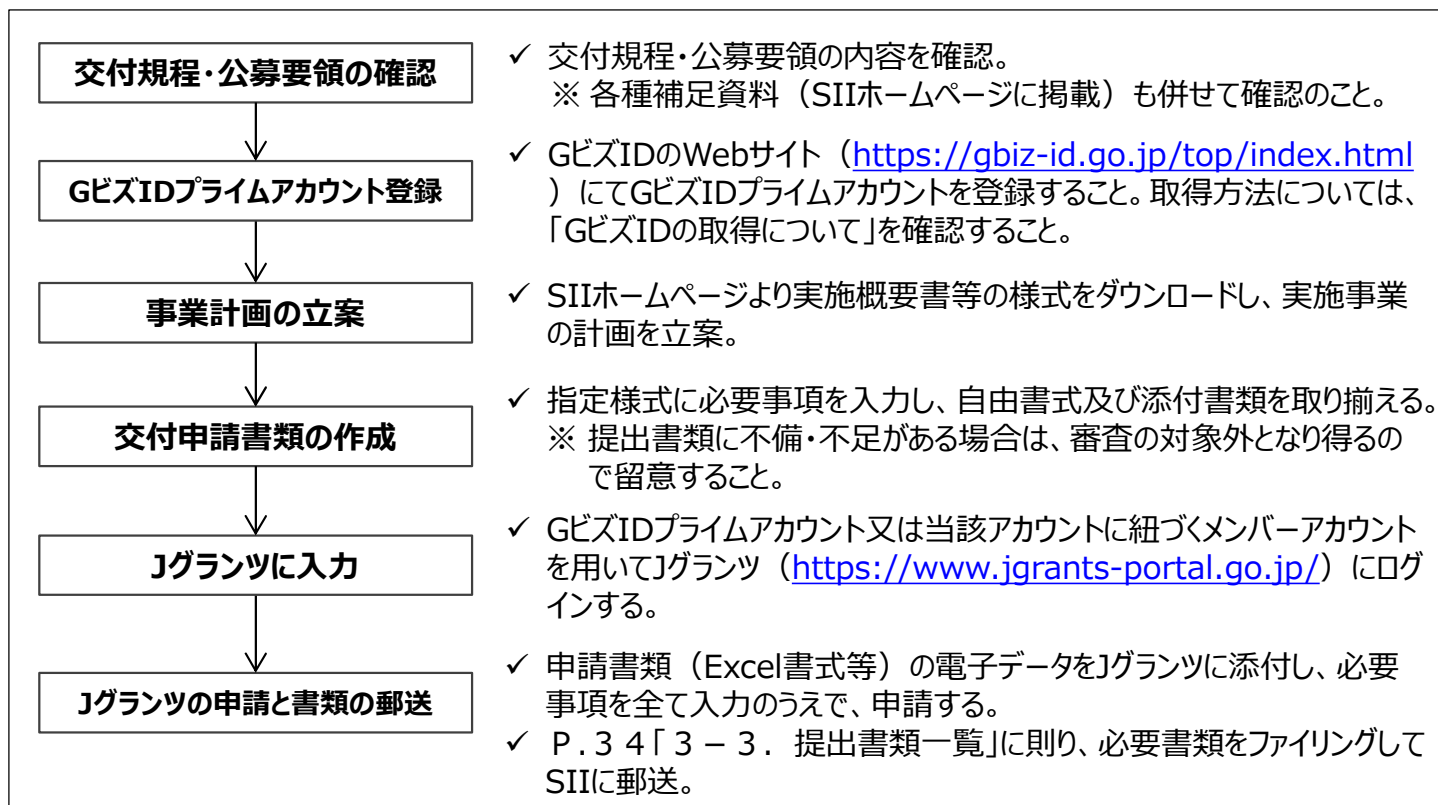 交付規程・公募要領の確認
✓ 交付規程・公募要領の内容を確認。
※ 各種補足資料（SIIホームページに掲載）も併せて確認のこと。
GビズIDプライムアカウント登録
✓ GビズIDのWebサイト（https://gbiz-id.go.jp/top/index.html
）にてGビズIDプライムアカウントを登録すること。取得方法については、
「GビズIDの取得について」を確認すること。
事業計画の立案
✓ SIIホームページより実施概要書等の様式をダウンロードし、実施事業
の計画を立案。
交付申請書類の作成
✓ 指定様式に必要事項を入力し、自由書式及び添付書類を取り揃える。
※ 提出書類に不備・不足がある場合は、審査の対象外となり得るの
で留意すること。
Jグランツに入力
✓ GビズIDプライムアカウント又は当該アカウントに紐づくメンバーアカウント
を用いてJグランツ（https://www.jgrants-portal.go.jp/）にログ
インする。
Jグランツの申請と書類の郵送
✓ 申請書類（Excel書式等）の電子データをJグランツに添付し、必要
事項を全て入力のうえで、申請する。
✓ Ｐ.３４「３－３．提出書類一覧」に則り、必要書類をファイリングして
SIIに郵送。